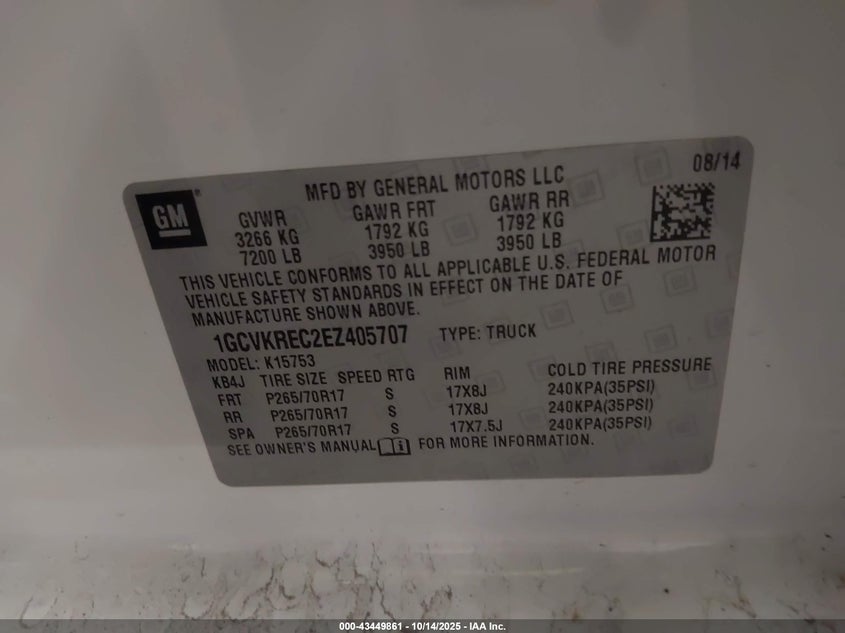 GM
MFD BY GENERAL MOTORS LLC
08/14
GVWR GAWR FRT GAWR RR
3266 KG 1792 KG 1792 KG
7200 LB 3950 LB 3950 LB
THIS VEHICLE CONFORMS TO ALL APPLICABLE U.S. FEDERAL MOTOR
VEHICLE SAFETY STANDARDS IN EFFECT ON THE DATE OF
MANUFACTURE SHOWN ABOVE.
1GCVKREC2EZ405707 TYPE: TRUCK
MODEL: K15753
KB4J TIRE SIZE SPEED RTG RIM COLD TIRE PRESSURE
FRT P265/70R17 S 17X8J 240KPA(35PSI)
RR P265/70R17 S 17X8J 240KPA(35PSI)
SPA P265/70R17 S 17X7.5J 240KPA(35PSI)
SEE OWNER'S MANUAL i FOR MORE INFORMATION.
000-43449861 - 10/14/2025 - IAA Inc.